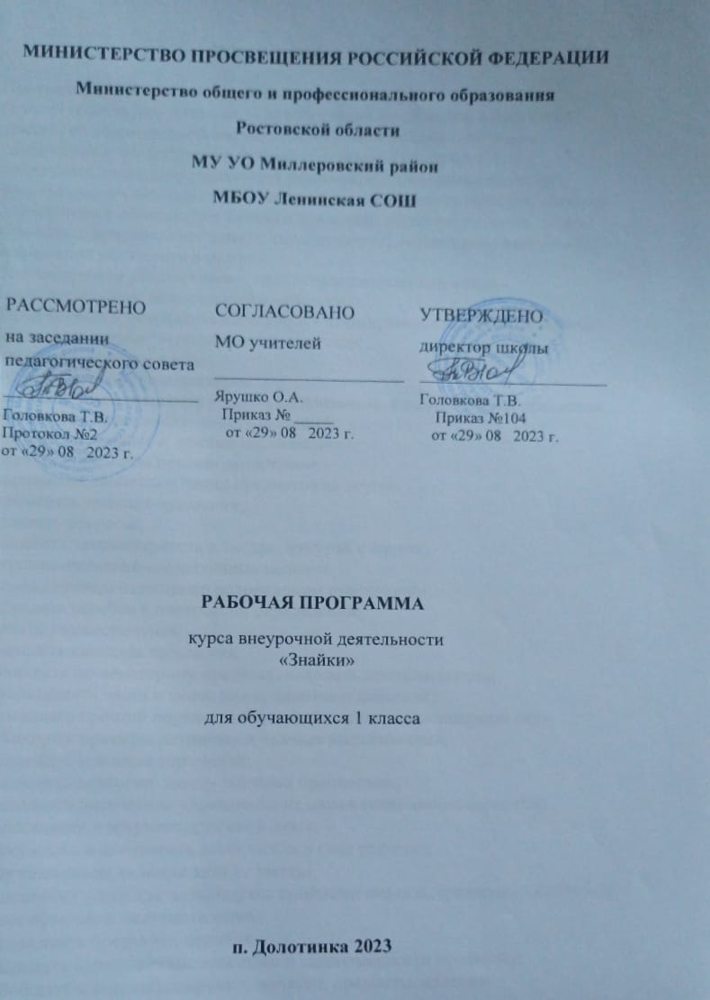 МИНИСТЕРСТВО ПРОСВЕЩЕНИЯ РОССИЙСКОЙ ФЕДЕРАЦИИ
Министерство общего и профессионального образования
Ростовской области
МУ УО Миллеровский район
МБОУ Ленинская СОШ
РАССМОТРЕНО
на заседании
педагогического совета
Головкова Т.В.
Протокол №2
от «29» 08 2023 г.
СОГЛАСОВАНО
МО учителей
Ярушко О.А.
Приказ № _____
от «29» 08 2023 г.
УТВЕРЖДЕНО
директор школы
Головкова Т.В.
Приказ №104
от «29» 08 2023 г.
РАБОЧАЯ ПРОГРАММА
курса внеурочной деятельности
«Знайки»
для обучающихся 1 класса
п. Долотинка 2023